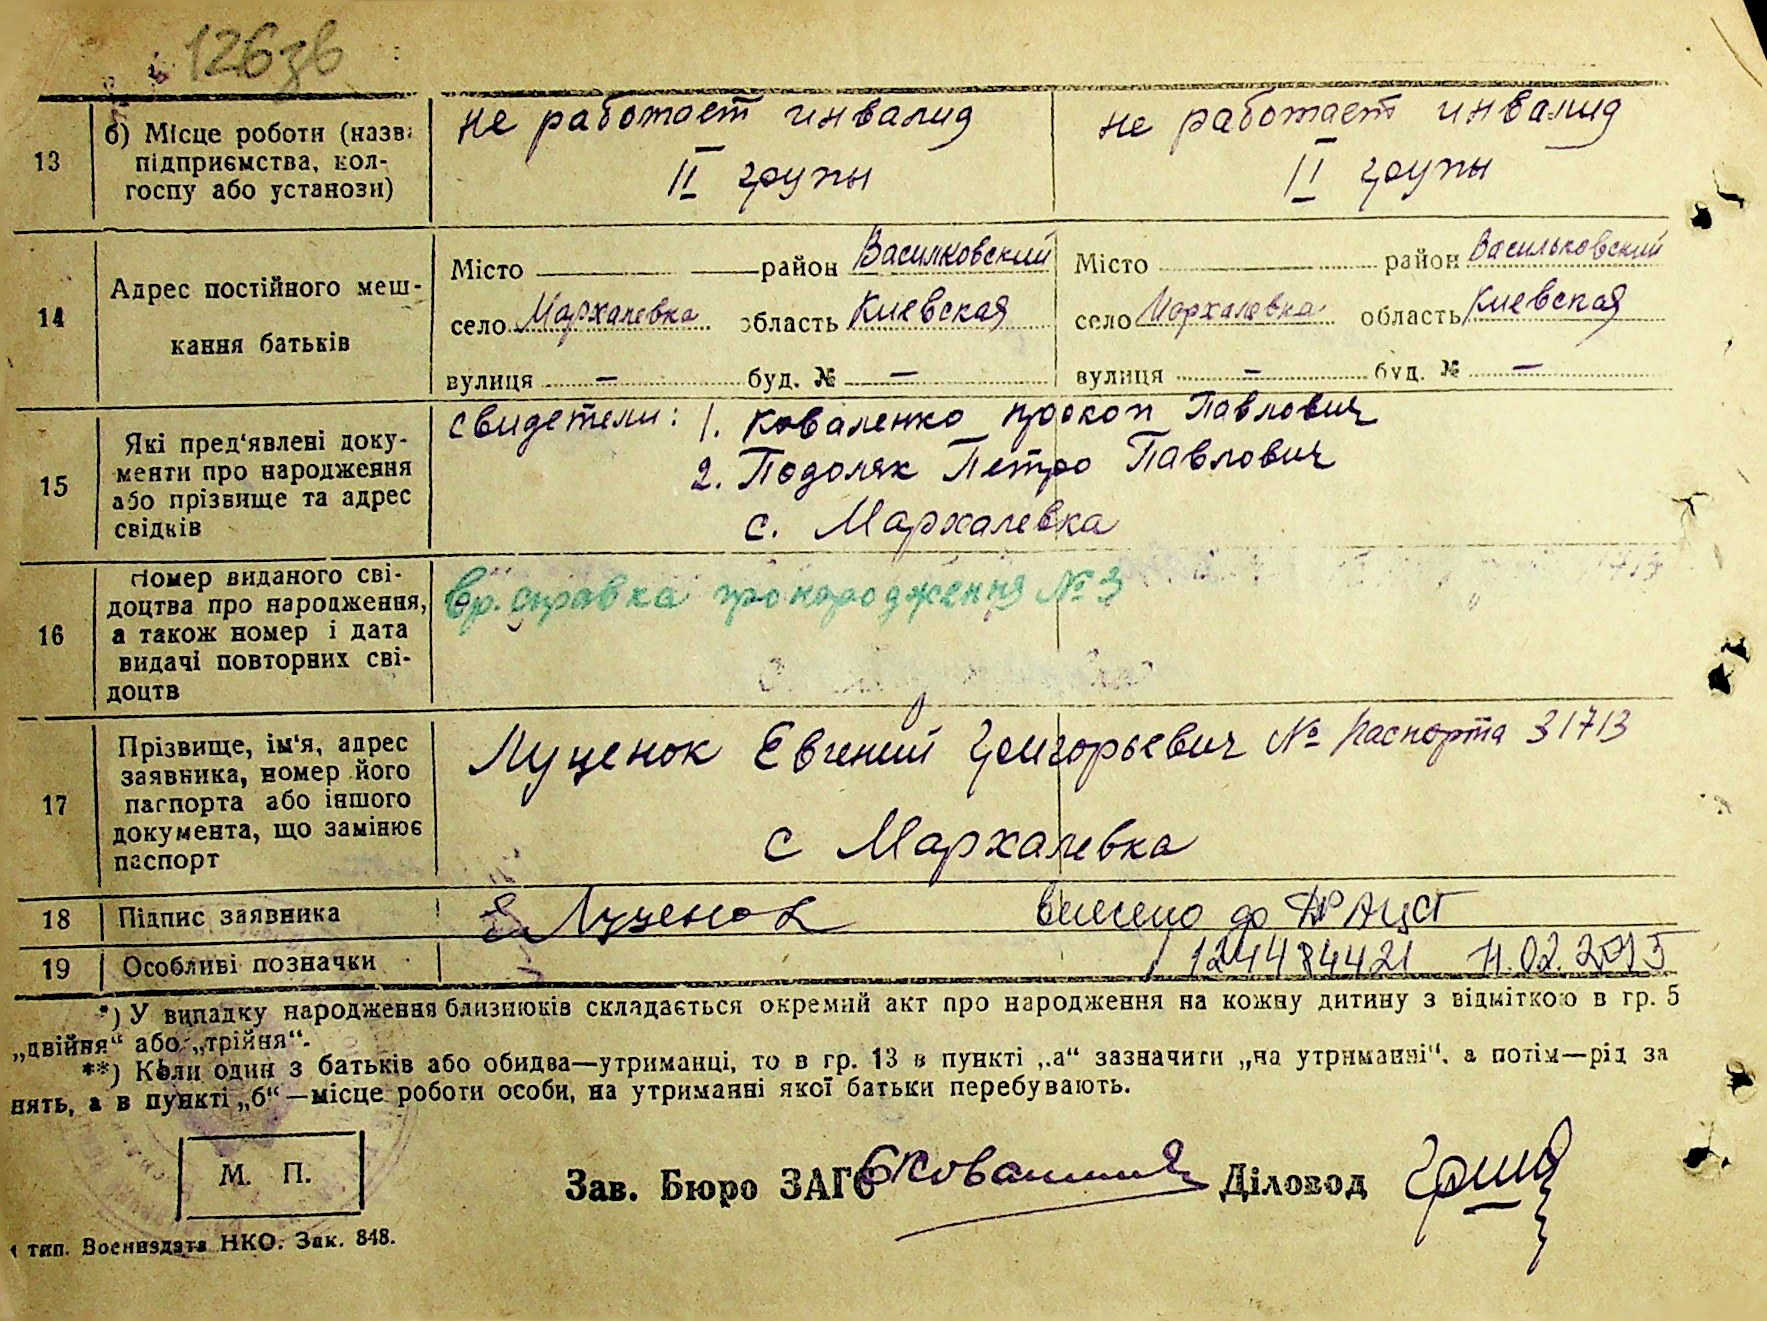 126зв
13
б) Місце роботи (назва
підприємства, кол-
госпу або установи)
не работает инвалид
II групы
не работает инвалид
II групы
14
Адрес постійного меш-
кання батьків
Місто район Василковский
село Мархалевка область Киевская
вулиця — буд. № —
Місто район Васильковский
село Мархалевка область Киевская
вулиця — буд. № —
15
Які пред'явлені доку-
менти про народження
або прізвище та адрес
свідків
свидетели: 1. Коваленко Прокоп Павлович
2. Подоляк Петро Павлович
с. Мархалевка
16
Номер виданого сві-
доцтва про народження,
а також номер і дата
видачі повторних сві-
доцтв
вр. справка про народження № 3
17
Прізвище, ім'я, адрес
заявника, номер його
паспорта або іншого
документа, що замінює
паспорт
Луценок Евгений Григорьевич № Паспорта 31713
с Мархалевка
18
Підпис заявника
Луценок
внесено до ДРАЦСГ
19
Особливі позначки
124484421 11.02.2015
*) У випадку народження близнюків складається окремий акт про народження на кожну дитину з відміткою в гр. 5
„двійня“ або „трійня“.
**) Коли один з батьків або обидва—утриманці, то в гр. 13 в пункті „а“ зазначити „на утриманні“, а потім—рід за
нять, а в пункті „б“—місце роботи особи, на утриманні якої батьки перебувають.
М. П.
Зав. Бюро ЗАГС
Діловод
тип. Воениздата НКО. Зак. 848.